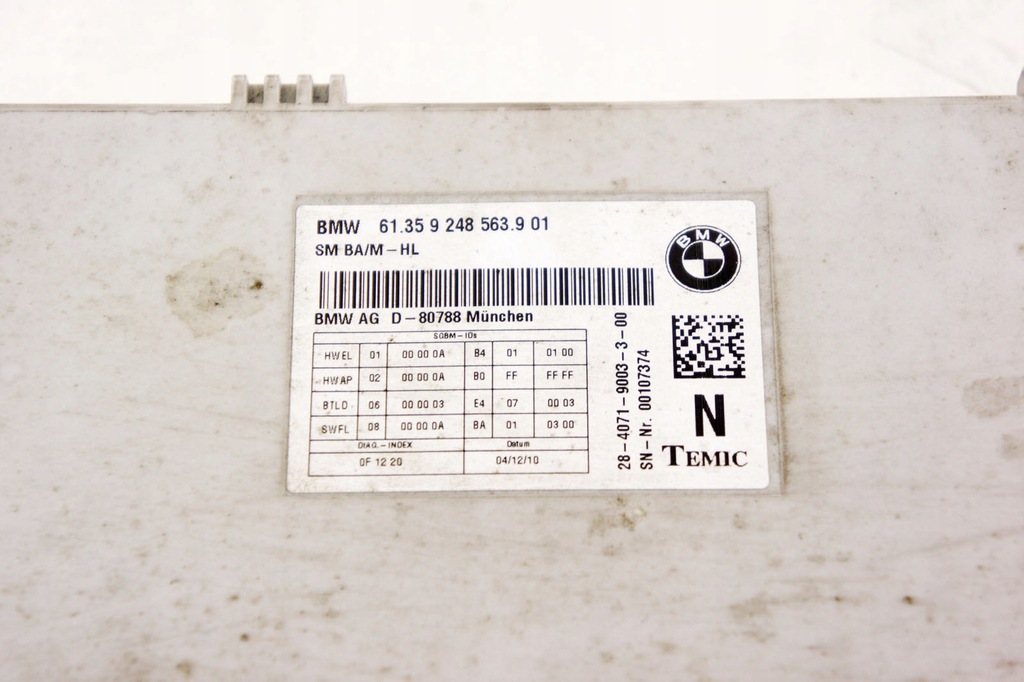 BMW 61.35 9 248 563.9 01
SM BA/M-HL
BMW
BMW AG D-80788 München
SGBM-IDs
HWEL 01 00 00 0A B4 01 01 00
HWAP 02 00 00 0A B0 FF FF FF
BTLD 06 00 00 03 E4 07 00 03
SWFL 08 00 00 0A BA 01 03 00
DIAG.-INDEX Datum
0F 12 20 04/12/10
28-4071-9003-3-00
SN-Nr. 00107374
N
TEMIC